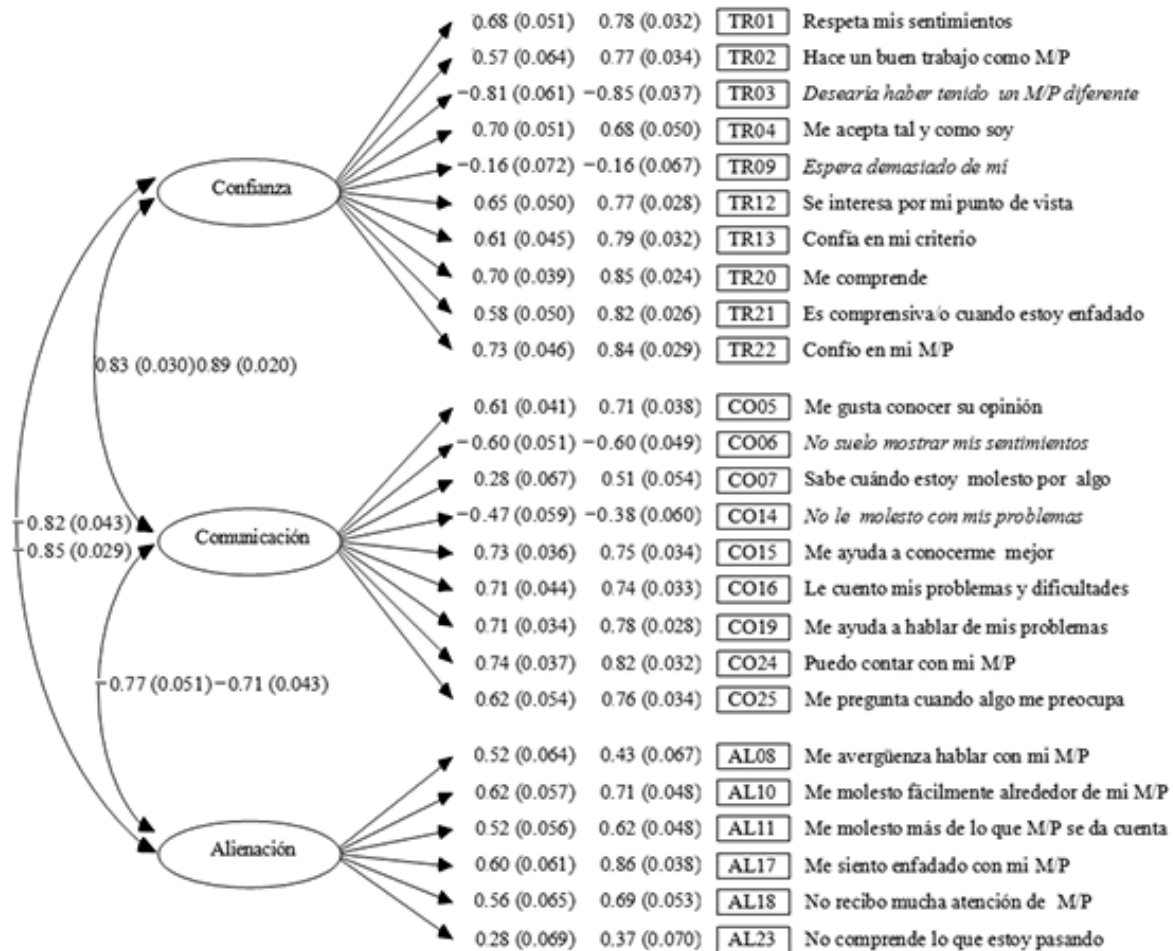 0.68 (0.051) 0.78 (0.032) TR01 Respeta mis sentimientos
0.57 (0.064) 0.77 (0.034) TR02 Hace un buen trabajo como M/P
−0.81 (0.061) −0.85 (0.037) TR03 Desearía haber tenido un M/P diferente
0.70 (0.051) 0.68 (0.050) TR04 Me acepta tal y como soy
−0.16 (0.072) −0.16 (0.067) TR09 Espera demasiado de mí
Confianza
0.65 (0.050) 0.77 (0.028) TR12 Se interesa por mi punto de vista
0.61 (0.045) 0.79 (0.032) TR13 Confía en mi criterio
0.70 (0.039) 0.85 (0.024) TR20 Me comprende
0.58 (0.050) 0.82 (0.026) TR21 Es comprensiva/o cuando estoy enfadado
0.73 (0.046) 0.84 (0.029) TR22 Confío en mi M/P
0.83 (0.030) 0.89 (0.020)
0.61 (0.041) 0.71 (0.038) CO05 Me gusta conocer su opinión
−0.60 (0.051) −0.60 (0.049) CO06 No suelo mostrar mis sentimientos
0.28 (0.067) 0.51 (0.054) CO07 Sabe cuándo estoy molesto por algo
−0.47 (0.059) −0.38 (0.060) CO14 No le molesto con mis problemas
−0.82 (0.043)
−0.85 (0.029)
Comunicación
0.73 (0.036) 0.75 (0.034) CO15 Me ayuda a conocerme mejor
0.71 (0.044) 0.74 (0.033) CO16 Le cuento mis problemas y dificultades
0.71 (0.034) 0.78 (0.028) CO19 Me ayuda a hablar de mis problemas
0.74 (0.037) 0.82 (0.032) CO24 Puedo contar con mi M/P
0.62 (0.054) 0.76 (0.034) CO25 Me pregunta cuando algo me preocupa
−0.77 (0.051) −0.71 (0.043)
0.52 (0.064) 0.43 (0.067) AL08 Me avergüenza hablar con mi M/P
0.62 (0.057) 0.71 (0.048) AL10 Me molesto fácilmente alrededor de mi M/P
0.52 (0.056) 0.62 (0.048) AL11 Me molesto más de lo que M/P se da cuenta
Alienación
0.60 (0.061) 0.86 (0.038) AL17 Me siento enfadado con mi M/P
0.56 (0.065) 0.69 (0.053) AL18 No recibo mucha atención de M/P
0.28 (0.069) 0.37 (0.070) AL23 No comprende lo que estoy pasando